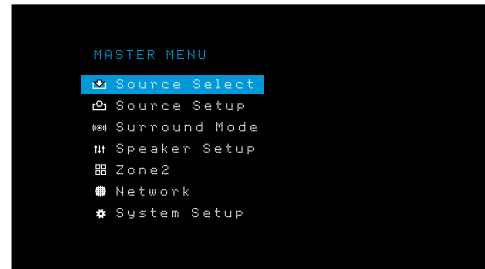 MASTER MENU
Source Select
Source Setup
Surround Mode
Speaker Setup
Zone2
Network
System Setup